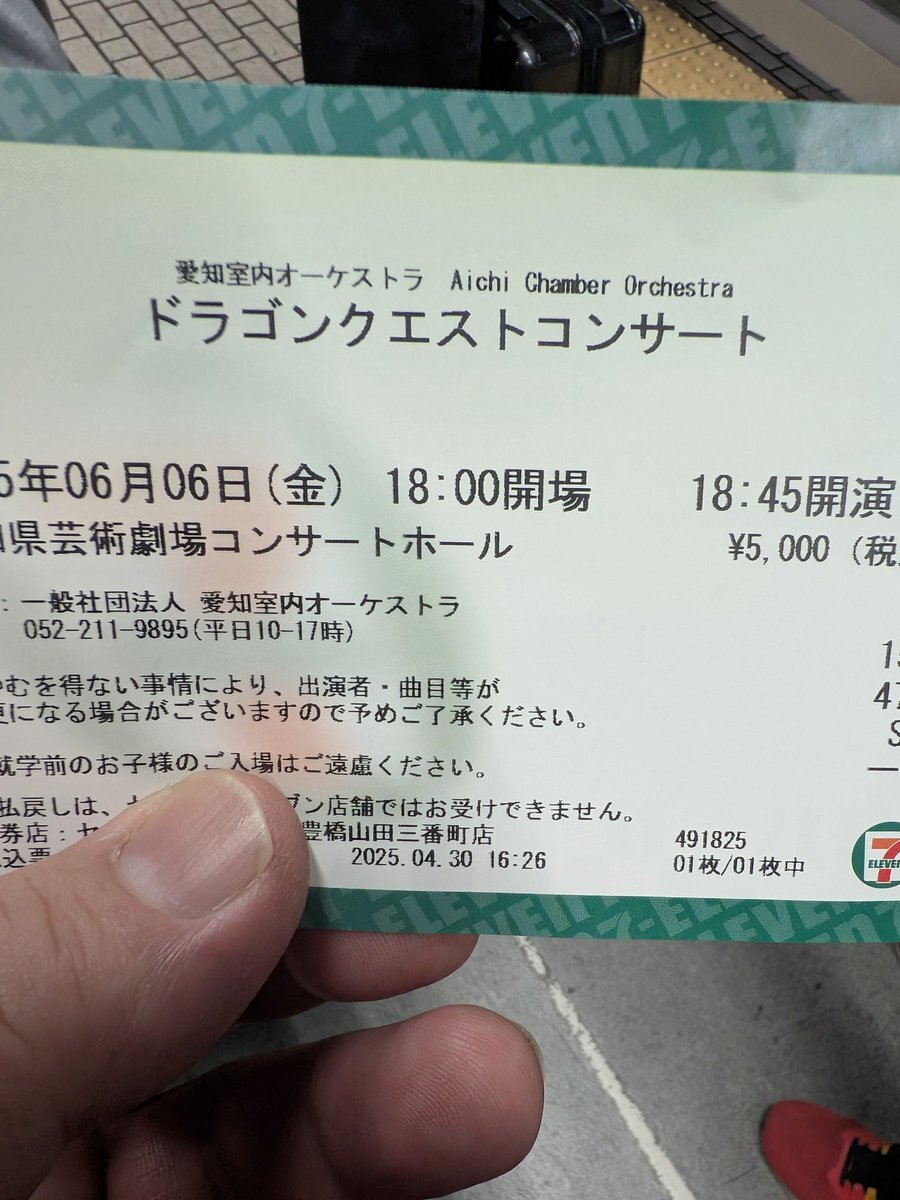 愛知室内オーケストラ Aichi Chamber Orchestra
ドラゴンクエストコンサート
5年06月06日(金) 18:00開場 18:45開演
県芸術劇場コンサートホール
¥5,000 (税
: 一般社団法人 愛知室内オーケストラ
052-211-9895(平日10-17時)
むを得ない事情により、出演者・曲目等が
更になる場合がございますので予めご了承ください。
就学前のお子様のご入場はご遠慮ください。
払戻しは、 ブン店舗ではお受けできません。
券店:セ 豊橋山田三番町店
491825
込票
2025.04.30 16:26
01枚/01枚中
7
ELEVEN